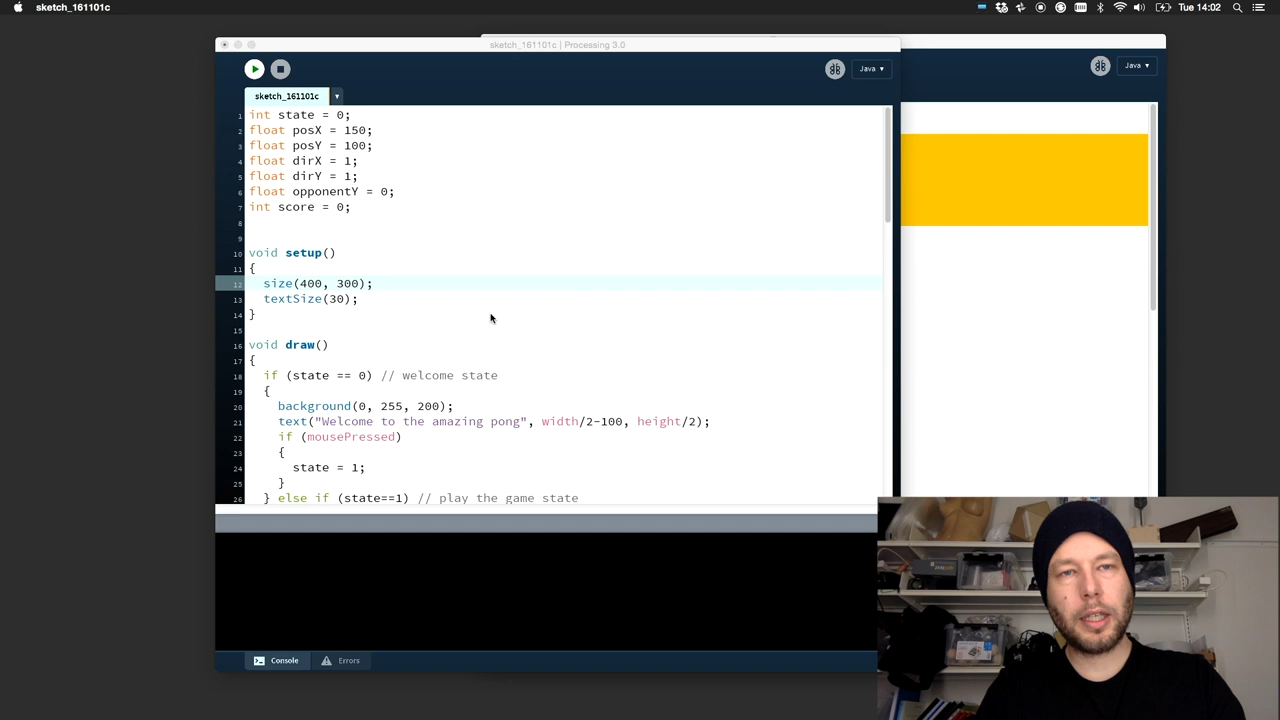 sketch_161101c
Tue 14:02
sketch_161101c | Processing 3.0
Java ▾
Java ▾
sketch_161101c ▾
1 int state = 0;
2 float posX = 150;
3 float posY = 100;
4 float dirX = 1;
5 float dirY = 1;
6 float opponentY = 0;
7 int score = 0;
8
9
10 void setup()
11 {
12 size(400, 300);
13 textSize(30);
14 }
15
16 void draw()
17 {
18 if (state == 0) // welcome state
19 {
20 background(0, 255, 200);
21 text("Welcome to the amazing pong", width/2-100, height/2);
22 if (mousePressed)
23 {
24 state = 1;
25 }
26 } else if (state==1) // play the game state
Console Errors